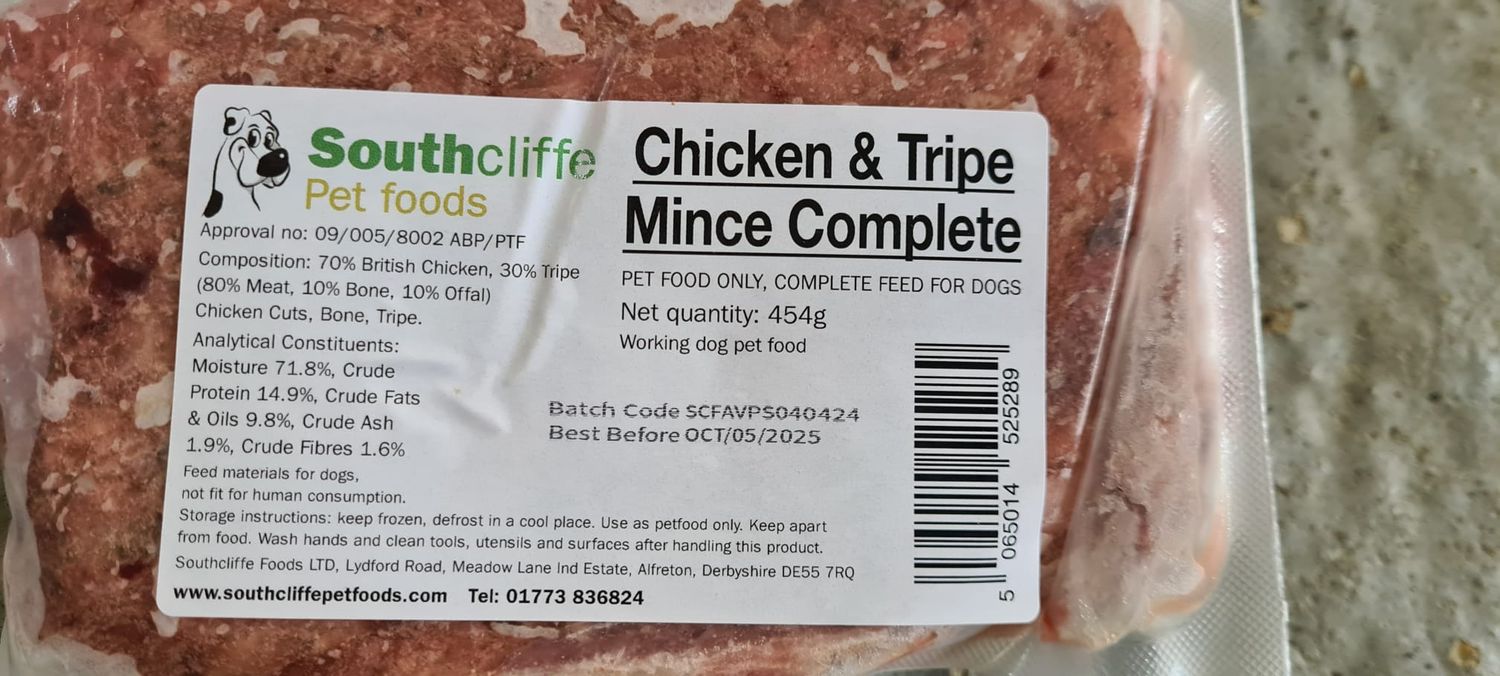 Southcliffe
Pet foods
Approval no: 09/005/8002 ABP/PTF
Composition: 70% British Chicken, 30% Tripe
(80% Meat, 10% Bone, 10% Offal)
Chicken Cuts, Bone, Tripe.
Analytical Constituents:
Moisture 71.8%, Crude
Protein 14.9%, Crude Fats
& Oils 9.8%, Crude Ash
1.9%, Crude Fibres 1.6%
Feed materials for dogs,
not fit for human consumption.
Chicken & Tripe
Mince Complete
PET FOOD ONLY, COMPLETE FEED FOR DOGS
Net quantity: 454g
Working dog pet food
Batch Code SCFAVPS040424
Best Before OCT/05/2025
Storage instructions: keep frozen, defrost in a cool place. Use as petfood only. Keep apart
from food. Wash hands and clean tools, utensils and surfaces after handling this product.
Southcliffe Foods LTD, Lydford Road, Meadow Lane Ind Estate, Alfreton, Derbyshire DE55 7RQ
www.southcliffepetfoods.com Tel: 01773 836824
5 065014 525289